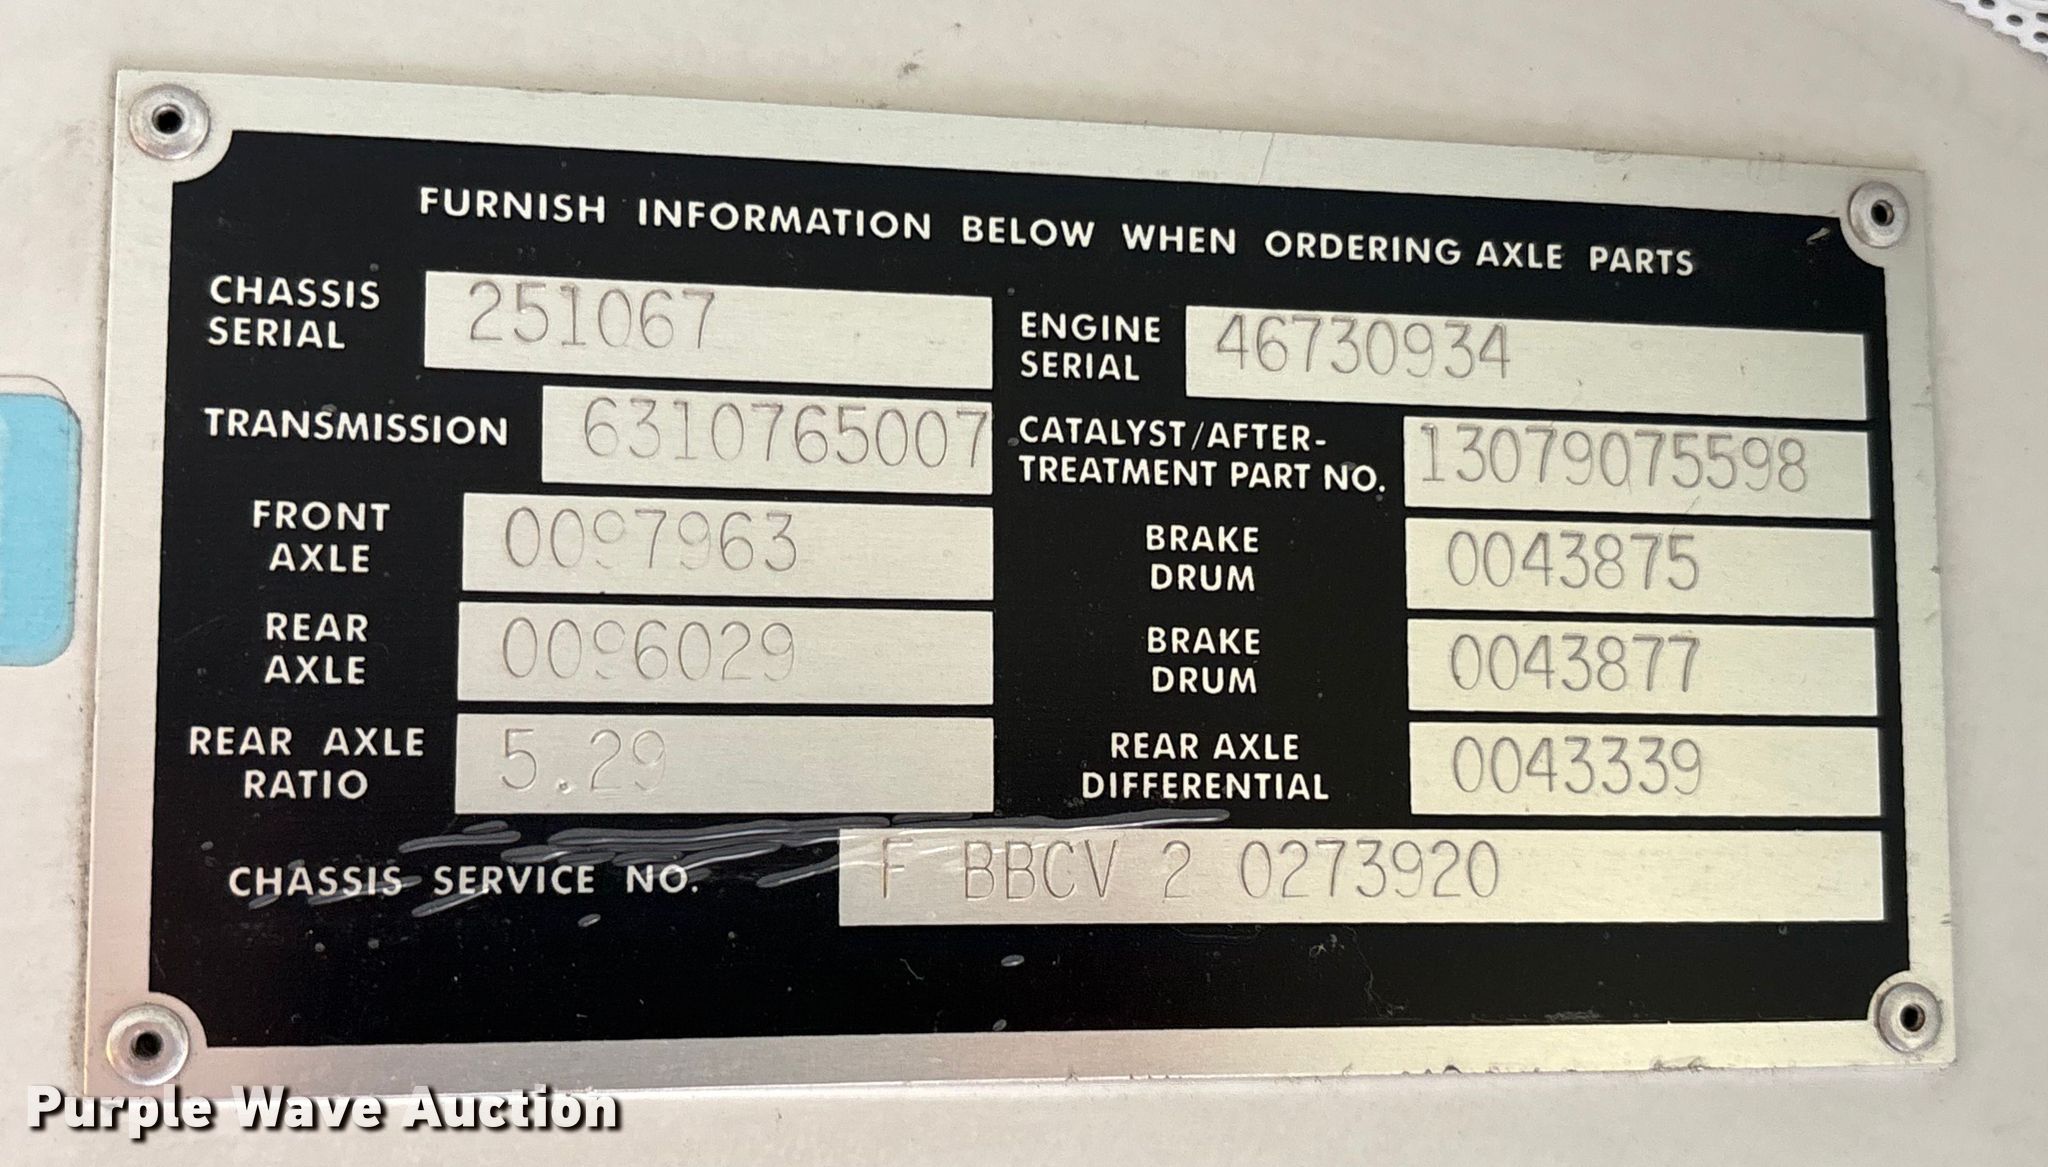 FURNISH INFORMATION BELOW WHEN ORDERING AXLE PARTS
CHASSIS SERIAL 251067
ENGINE SERIAL 46730934
TRANSMISSION 6310765007
CATALYST/AFTER-
TREATMENT PART NO. 13079075598
FRONT AXLE 0097963
BRAKE DRUM 0043875
REAR AXLE 0096029
BRAKE DRUM 0043877
REAR AXLE RATIO 5.29
REAR AXLE DIFFERENTIAL 0043339
CHASSIS SERVICE NO. F BBCV 2 0273920
Purple Wave Auction